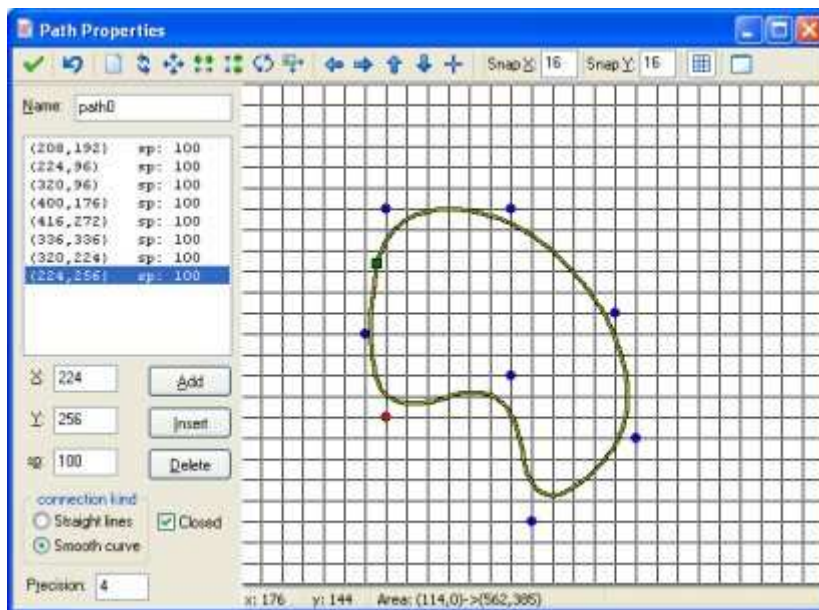 Path Properties
Snap X: 16 Snap Y: 16
Name: path0
(208,192) sp: 100
(224,96) sp: 100
(320,96) sp: 100
(400,176) sp: 100
(416,272) sp: 100
(336,336) sp: 100
(320,224) sp: 100
(224,256) sp: 100
X: 224 Add
Y: 256 Insert
sp: 100 Delete
connection kind
Straight lines Closed
Smooth curve
Precision: 4
x: 176 y: 144 Area: (114,0)->(562,385)